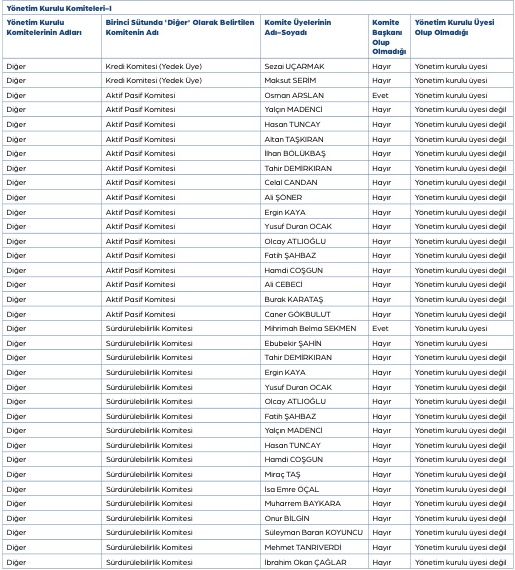 Yönetim Kurulu Komiteleri-I
Yönetim Kurulu Komitelerinin Adları | Birinci Sütunda 'Diğer' Olarak Belirtilen Komitenin Adı | Komite Üyelerinin Adı-Soyadı | Komite Başkanı Olup Olmadığı | Yönetim Kurulu Üyesi Olup Olmadığı
Diğer | Kredi Komitesi (Yedek Üye) | Sezai UÇARMAK | Hayır | Yönetim kurulu üyesi
Diğer | Kredi Komitesi (Yedek Üye) | Maksut SERİM | Hayır | Yönetim kurulu üyesi
Diğer | Aktif Pasif Komitesi | Osman ARSLAN | Evet | Yönetim kurulu üyesi
Diğer | Aktif Pasif Komitesi | Yalçın MADENCİ | Hayır | Yönetim kurulu üyesi değil
Diğer | Aktif Pasif Komitesi | Hasan TUNCAY | Hayır | Yönetim kurulu üyesi değil
Diğer | Aktif Pasif Komitesi | Altan TAŞKIRAN | Hayır | Yönetim kurulu üyesi değil
Diğer | Aktif Pasif Komitesi | İlhan BÖLÜKBAŞ | Hayır | Yönetim kurulu üyesi değil
Diğer | Aktif Pasif Komitesi | Tahir DEMİRKIRAN | Hayır | Yönetim kurulu üyesi değil
Diğer | Aktif Pasif Komitesi | Celal CANDAN | Hayır | Yönetim kurulu üyesi değil
Diğer | Aktif Pasif Komitesi | Ali ŞÖNER | Hayır | Yönetim kurulu üyesi değil
Diğer | Aktif Pasif Komitesi | Ergin KAYA | Hayır | Yönetim kurulu üyesi değil
Diğer | Aktif Pasif Komitesi | Yusuf Duran OCAK | Hayır | Yönetim kurulu üyesi değil
Diğer | Aktif Pasif Komitesi | Olcay ATLIOĞLU | Hayır | Yönetim kurulu üyesi değil
Diğer | Aktif Pasif Komitesi | Fatih ŞAHBAZ | Hayır | Yönetim kurulu üyesi değil
Diğer | Aktif Pasif Komitesi | Hamdi COŞGUN | Hayır | Yönetim kurulu üyesi değil
Diğer | Aktif Pasif Komitesi | Ali CEBECİ | Hayır | Yönetim kurulu üyesi değil
Diğer | Aktif Pasif Komitesi | Burak KARATAŞ | Hayır | Yönetim kurulu üyesi değil
Diğer | Aktif Pasif Komitesi | Caner GÖKBULUT | Hayır | Yönetim kurulu üyesi değil
Diğer | Sürdürülebilirlik Komitesi | Mihrimah Belma SEKMEN | Evet | Yönetim kurulu üyesi
Diğer | Sürdürülebilirlik Komitesi | Ebubekir ŞAHİN | Hayır | Yönetim kurulu üyesi
Diğer | Sürdürülebilirlik Komitesi | Tahir DEMİRKIRAN | Hayır | Yönetim kurulu üyesi değil
Diğer | Sürdürülebilirlik Komitesi | Ergin KAYA | Hayır | Yönetim kurulu üyesi değil
Diğer | Sürdürülebilirlik Komitesi | Yusuf Duran OCAK | Hayır | Yönetim kurulu üyesi değil
Diğer | Sürdürülebilirlik Komitesi | Olcay ATLIOĞLU | Hayır | Yönetim kurulu üyesi değil
Diğer | Sürdürülebilirlik Komitesi | Fatih ŞAHBAZ | Hayır | Yönetim kurulu üyesi değil
Diğer | Sürdürülebilirlik Komitesi | Yalçın MADENCİ | Hayır | Yönetim kurulu üyesi değil
Diğer | Sürdürülebilirlik Komitesi | Hasan TUNCAY | Hayır | Yönetim kurulu üyesi değil
Diğer | Sürdürülebilirlik Komitesi | Hamdi COŞGUN | Hayır | Yönetim kurulu üyesi değil
Diğer | Sürdürülebilirlik Komitesi | Miraç TAŞ | Hayır | Yönetim kurulu üyesi değil
Diğer | Sürdürülebilirlik Komitesi | İsa Emre ÖÇAL | Hayır | Yönetim kurulu üyesi değil
Diğer | Sürdürülebilirlik Komitesi | Muharrem BAYKARA | Hayır | Yönetim kurulu üyesi değil
Diğer | Sürdürülebilirlik Komitesi | Onur BİLGİN | Hayır | Yönetim kurulu üyesi değil
Diğer | Sürdürülebilirlik Komitesi | Süleyman Baran KOYUNCU | Hayır | Yönetim kurulu üyesi değil
Diğer | Sürdürülebilirlik Komitesi | Mehmet TANRIVERDİ | Hayır | Yönetim kurulu üyesi değil
Diğer | Sürdürülebilirlik Komitesi | İbrahim Okan ÇAĞLAR | Hayır | Yönetim kurulu üyesi değil